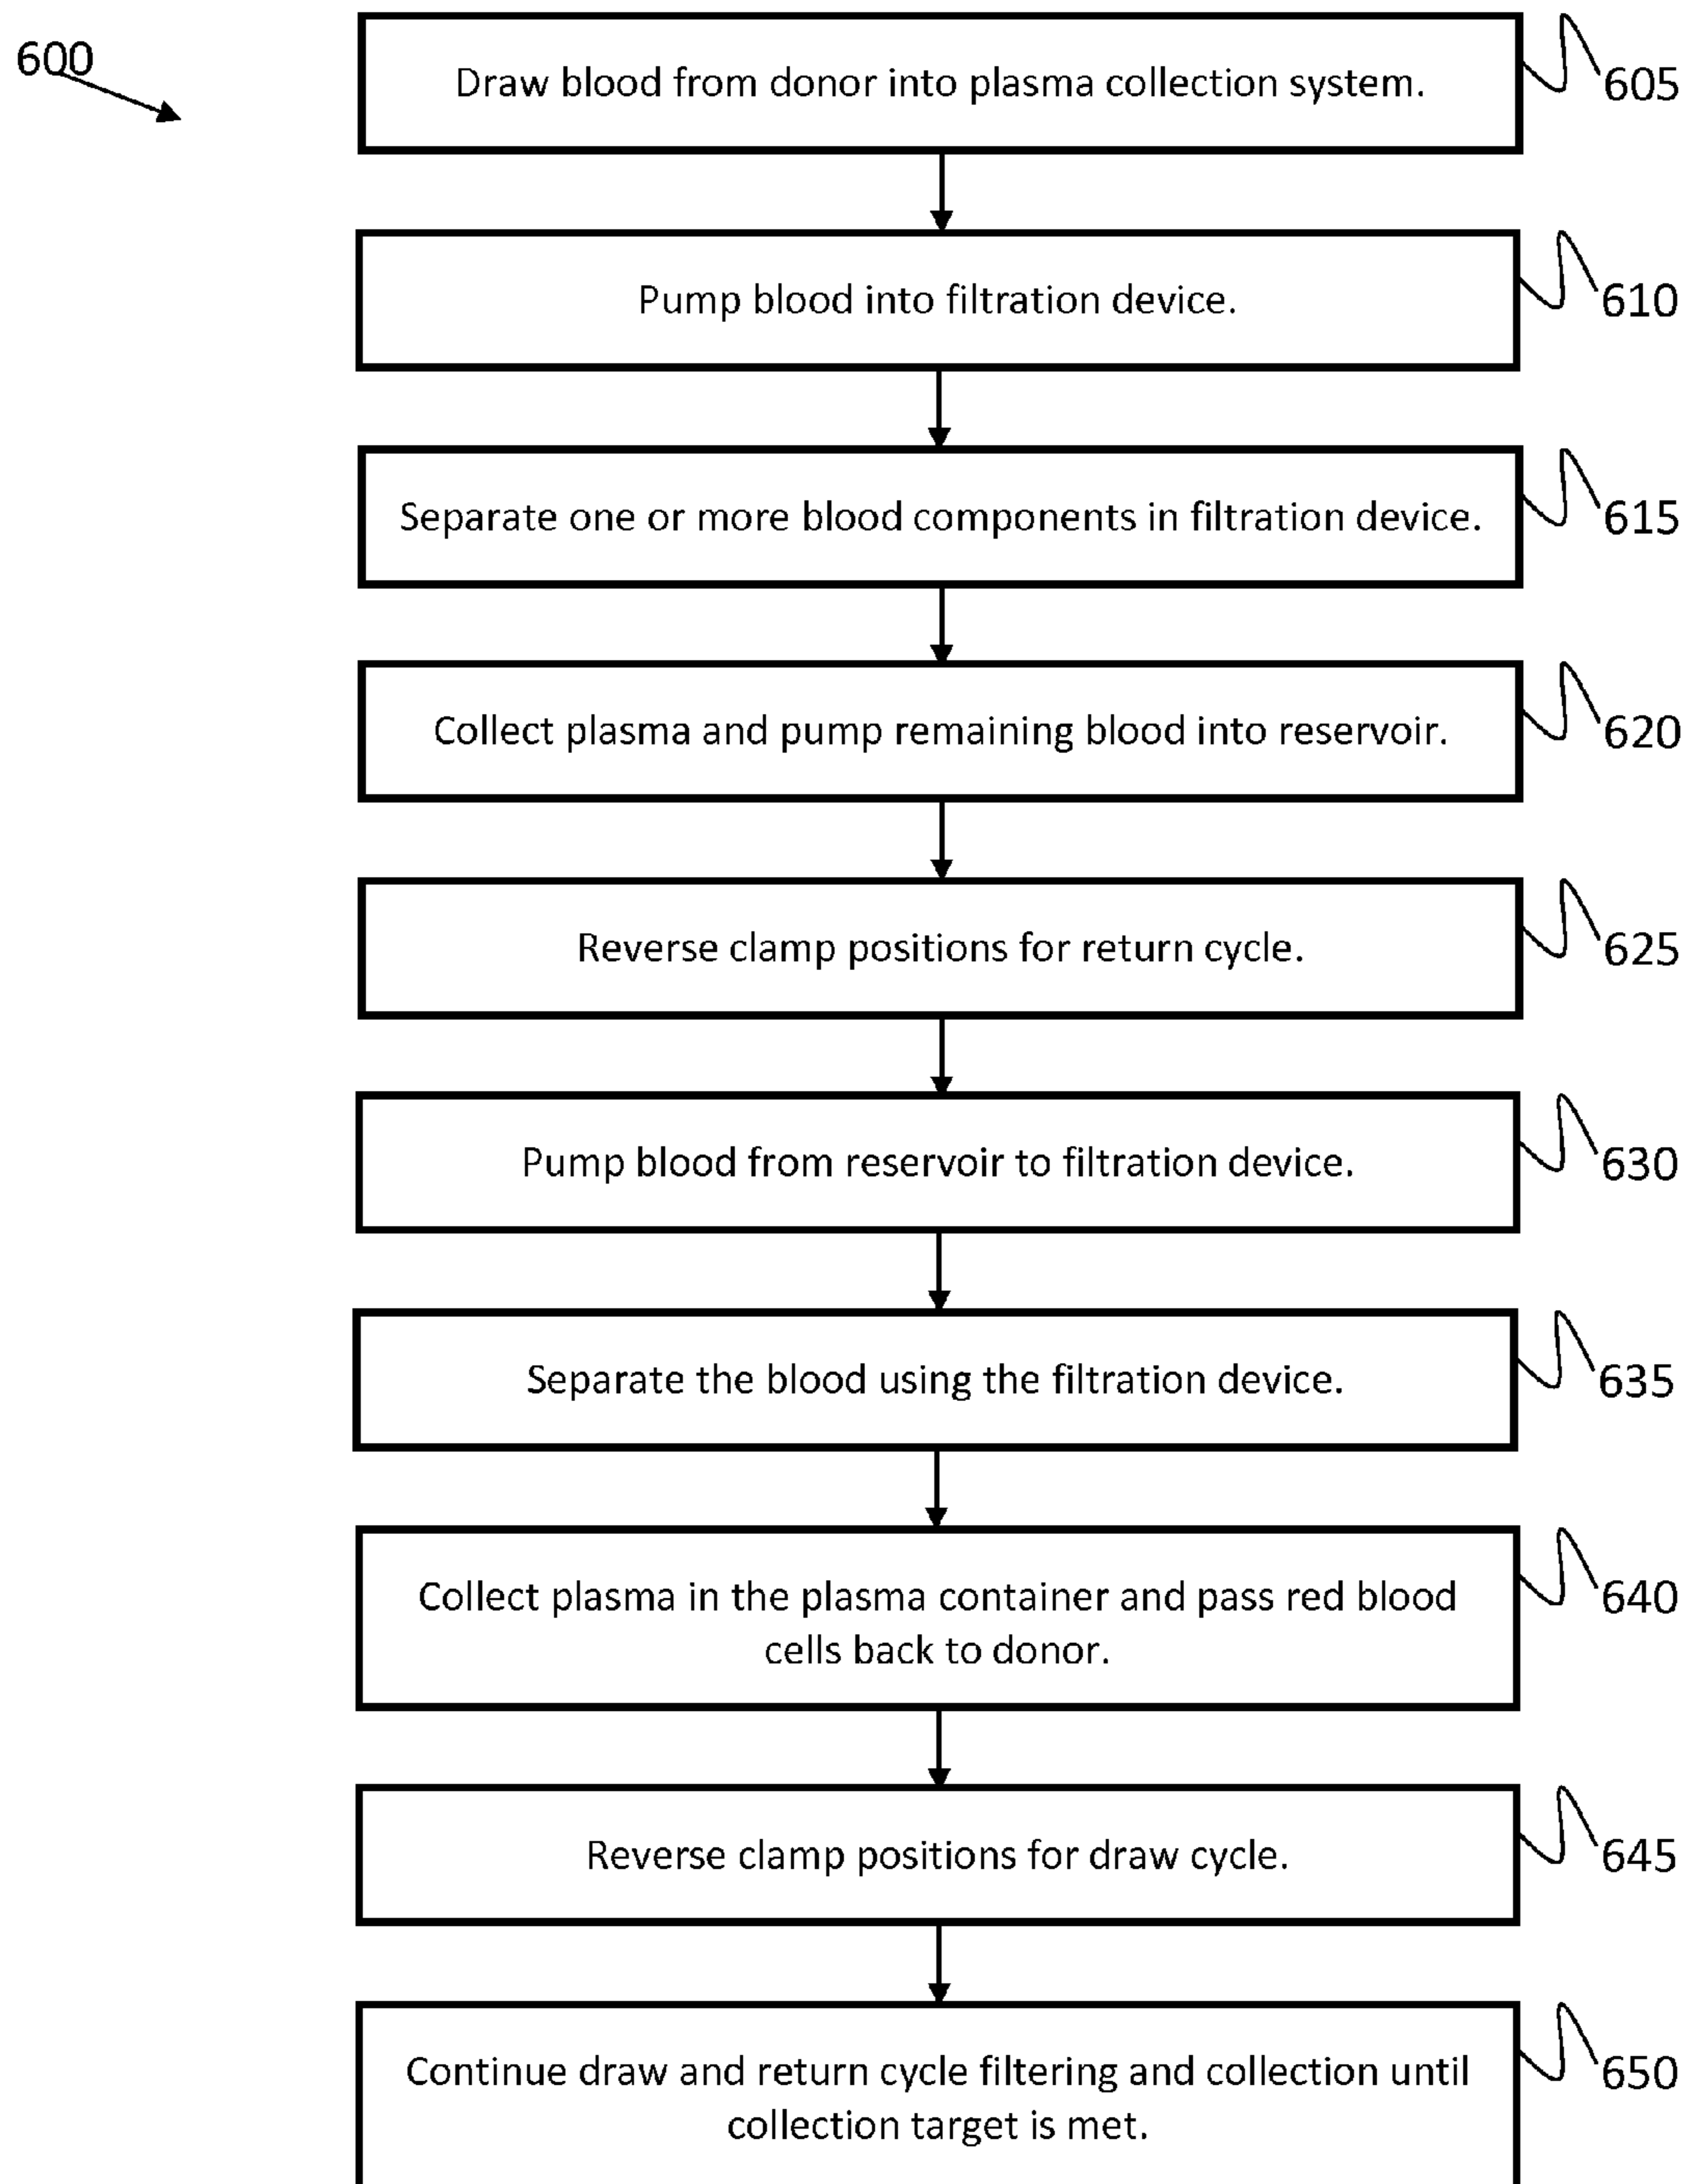 600
Draw blood from donor into plasma collection system.
605
Pump blood into filtration device.
610
Separate one or more blood components in filtration device.
615
Collect plasma and pump remaining blood into reservoir.
620
Reverse clamp positions for return cycle.
625
Pump blood from reservoir to filtration device.
630
Separate the blood using the filtration device.
635
Collect plasma in the plasma container and pass red blood
cells back to donor.
640
Reverse clamp positions for draw cycle.
645
Continue draw and return cycle filtering and collection until
collection target is met.
650